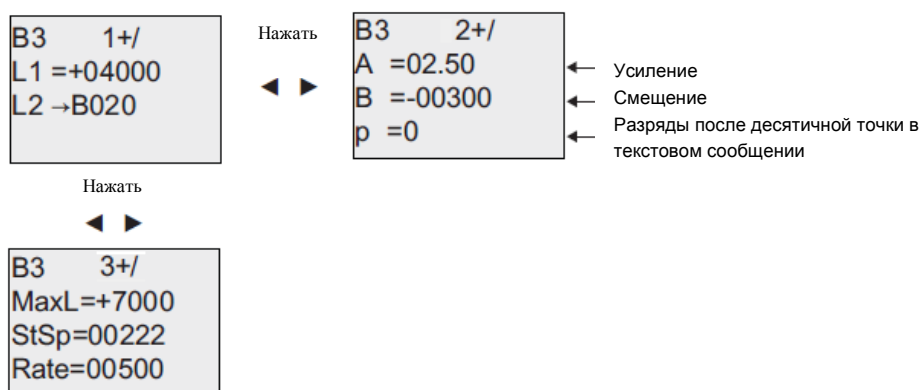 B3 1+/
L1 =+04000
L2 →B020
Нажать
B3 2+/
A =02.50
B =-00300
p =0
Усиление
Смещение
Разряды после десятичной точки в
текстовом сообщении
Нажать
B3 3+/
MaxL=+7000
StSp=00222
Rate=00500